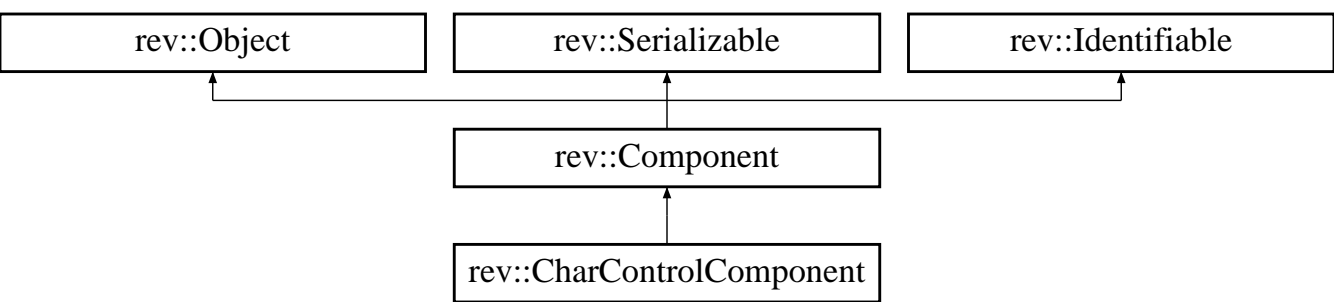 rev::Object
rev::Serializable
rev::Identifiable
rev::Component
rev::CharControlComponent